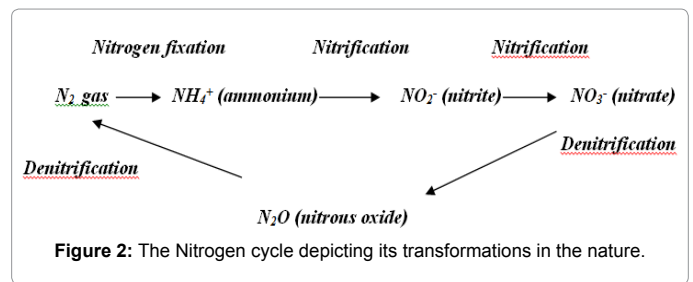 Nitrogen fixation Nitrification Nitrification
N₂ gas NH₄⁺ (ammonium) NO₂⁻ (nitrite) NO₃⁻ (nitrate)
Denitrification
Denitrification
N₂O (nitrous oxide)
Figure 2: The Nitrogen cycle depicting its transformations in the nature.